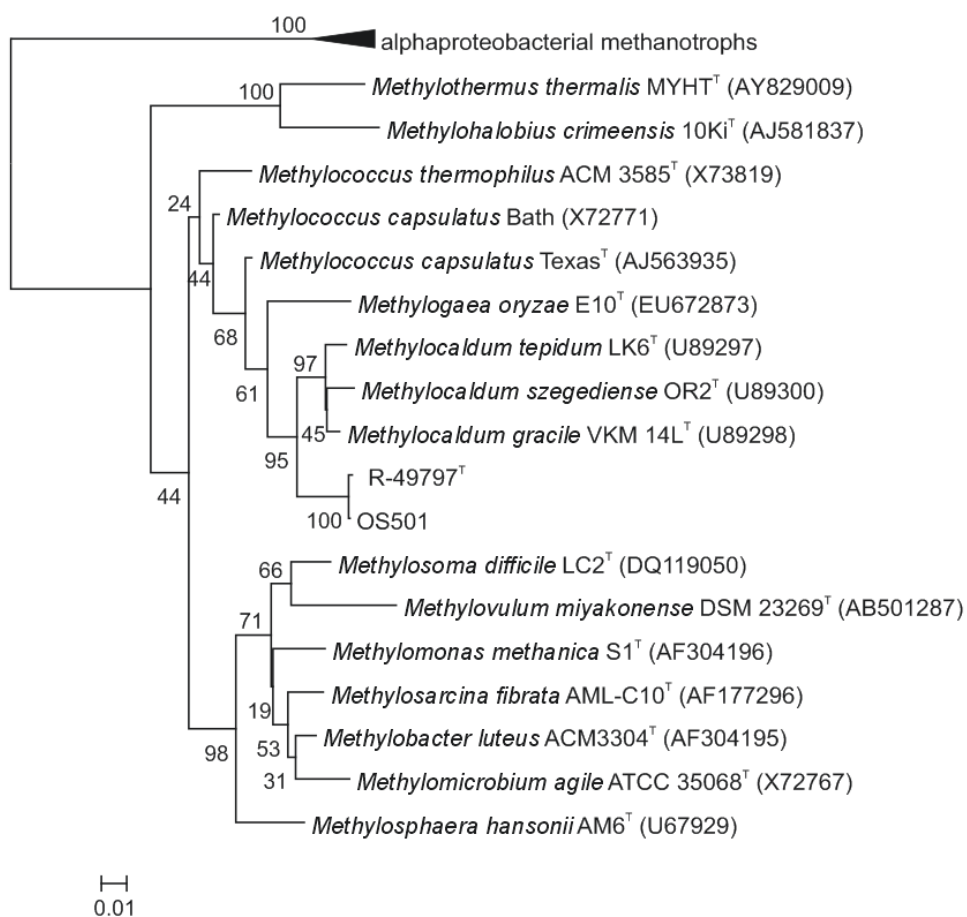 100
alphaproteobacterial methanotrophs
100
Methylothermus thermalis MYHTᵀ (AY829009)
Methylohalobius crimeensis 10Kiᵀ (AJ581837)
Methylococcus thermophilus ACM 3585ᵀ (X73819)
24
Methylococcus capsulatus Bath (X72771)
44
Methylococcus capsulatus Texasᵀ (AJ563935)
68
Methylogaea oryzae E10ᵀ (EU672873)
97
Methylocaldum tepidum LK6ᵀ (U89297)
61
Methylocaldum szegediense OR2ᵀ (U89300)
45
Methylocaldum gracile VKM 14Lᵀ (U89298)
95
R-49797ᵀ
44
100
OS501
66
Methylosoma difficile LC2ᵀ (DQ119050)
Methylovulum miyakonense DSM 23269ᵀ (AB501287)
71
Methylomonas methanica S1ᵀ (AF304196)
Methylosarcina fibrata AML-C10ᵀ (AF177296)
19
Methylobacter luteus ACM3304ᵀ (AF304195)
98
53
31
Methylomicrobium agile ATCC 35068ᵀ (X72767)
Methylosphaera hansonii AM6ᵀ (U67929)
0.01